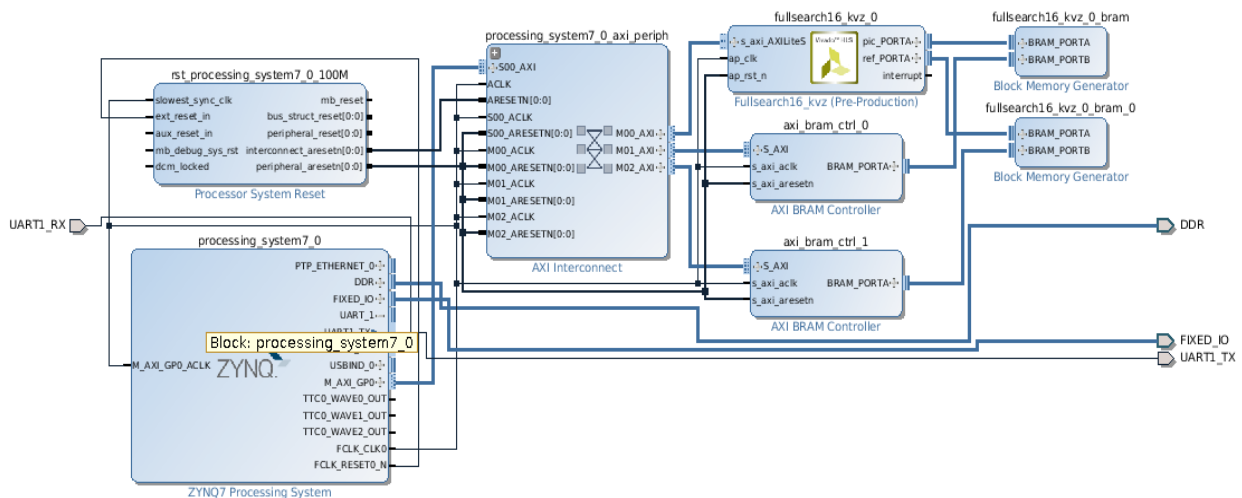 rst_processing_system7_0_100M
slowest_sync_clk
ext_reset_in
aux_reset_in
mb_debug_sys_rst
dcm_locked
mb_reset
bus_struct_reset[0:0]
peripheral_reset[0:0]
interconnect_aresetn[0:0]
peripheral_aresetn[0:0]
Processor System Reset
UART1_RX
processing_system7_0
PTP_ETHERNET_0
DDR
FIXED_IO
UART_1
UART1_TX
Block: processing_system7_0
M_AXI_GP0_ACLK
ZYNQ
USBIND_0
M_AXI_GP0
TTC0_WAVE0_OUT
TTC0_WAVE1_OUT
TTC0_WAVE2_OUT
FCLK_CLK0
FCLK_RESET0_N
ZYNQ7 Processing System
processing_system7_0_axi_periph
S00_AXI
ACLK
ARESETN[0:0]
S00_ACLK
S00_ARESETN[0:0]
M00_ACLK
M00_ARESETN[0:0]
M01_ACLK
M01_ARESETN[0:0]
M02_ACLK
M02_ARESETN[0:0]
M00_AXI
M01_AXI
M02_AXI
AXI Interconnect
fullsearch16_kvz_0
s_axi_AXILiteS
ap_clk
ap_rst_n
pic_PORTA
ref_PORTA
interrupt
Fullsearch16_kvz (Pre-Production)
axi_bram_ctrl_0
S_AXI
s_axi_aclk
s_axi_aresetn
BRAM_PORTA
AXI BRAM Controller
axi_bram_ctrl_1
S_AXI
s_axi_aclk
s_axi_aresetn
BRAM_PORTA
AXI BRAM Controller
fullsearch16_kvz_0_bram
BRAM_PORTA
BRAM_PORTB
Block Memory Generator
fullsearch16_kvz_0_bram_0
BRAM_PORTA
BRAM_PORTB
Block Memory Generator
DDR
FIXED_IO
UART1_TX